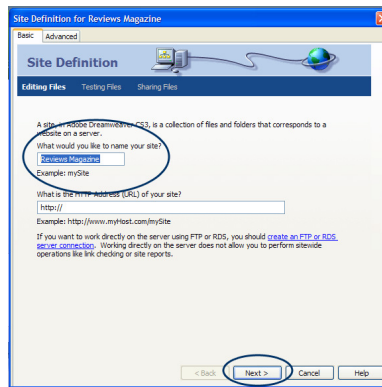 Site Definition for Reviews Magazine
Basic Advanced
Site Definition
Editing Files Testing Files Sharing Files
A site, in Adobe Dreamweaver CS3, is a collection of files and folders that corresponds to a
website on a server.
What would you like to name your site?
Reviews Magazine
Example: mySite
What is the HTTP Address (URL) of your site?
http://
Example: http://www.myHost.com/mySite
If you want to work directly on the server using FTP or RDS, you should create an FTP or RDS
server connection. Working directly on the server does not allow you to perform sitewide
operations like link checking or site reports.
< Back Next > Cancel Help